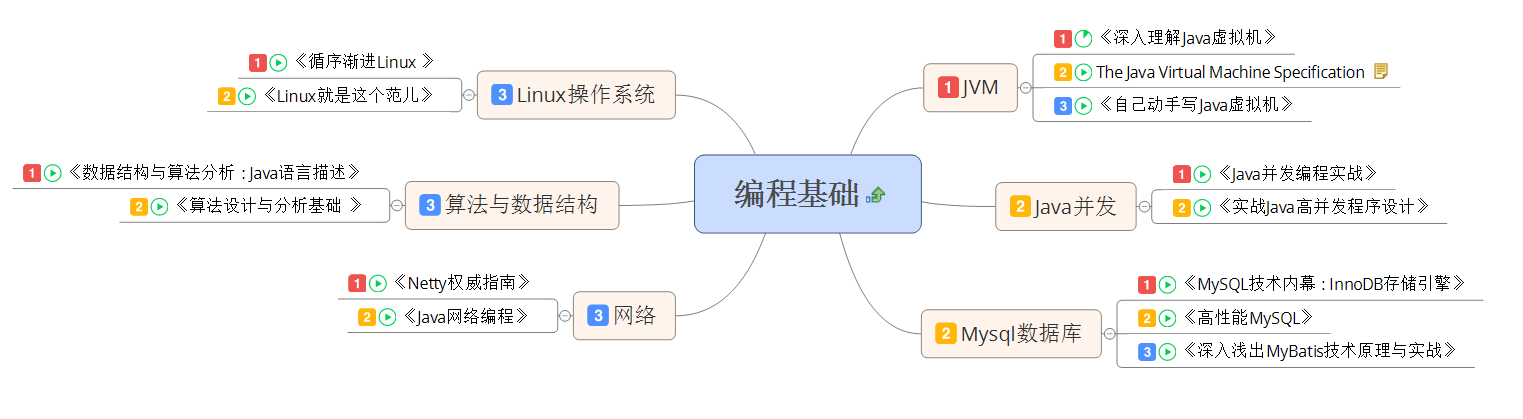 编程基础
1 JVM
1 《深入理解Java虚拟机》
2 The Java Virtual Machine Specification
3 《自己动手写Java虚拟机》
2 Java并发
1 《Java并发编程实战》
2 《实战Java高并发程序设计》
2 Mysql数据库
1 《MySQL技术内幕:InnoDB存储引擎》
2 《高性能MySQL》
3 《深入浅出MyBatis技术原理与实战》
3 Linux操作系统
1 《循序渐进Linux 》
2 《Linux就是这个范儿》
3 算法与数据结构
1 《数据结构与算法分析:Java语言描述》
2 《算法设计与分析基础 》
3 网络
1 《Netty权威指南》
2 《Java网络编程》